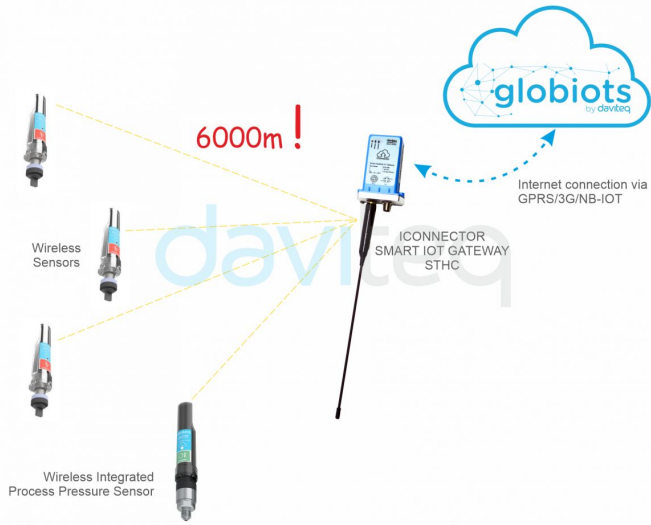 globiots
by daviteq
6000m !
Internet connection via
GPRS/3G/NB-IOT
ICONNECTOR
SMART IOT GATEWAY
STHC
Wireless
Sensors
daviteq
Wireless Integrated
Process Pressure Sensor